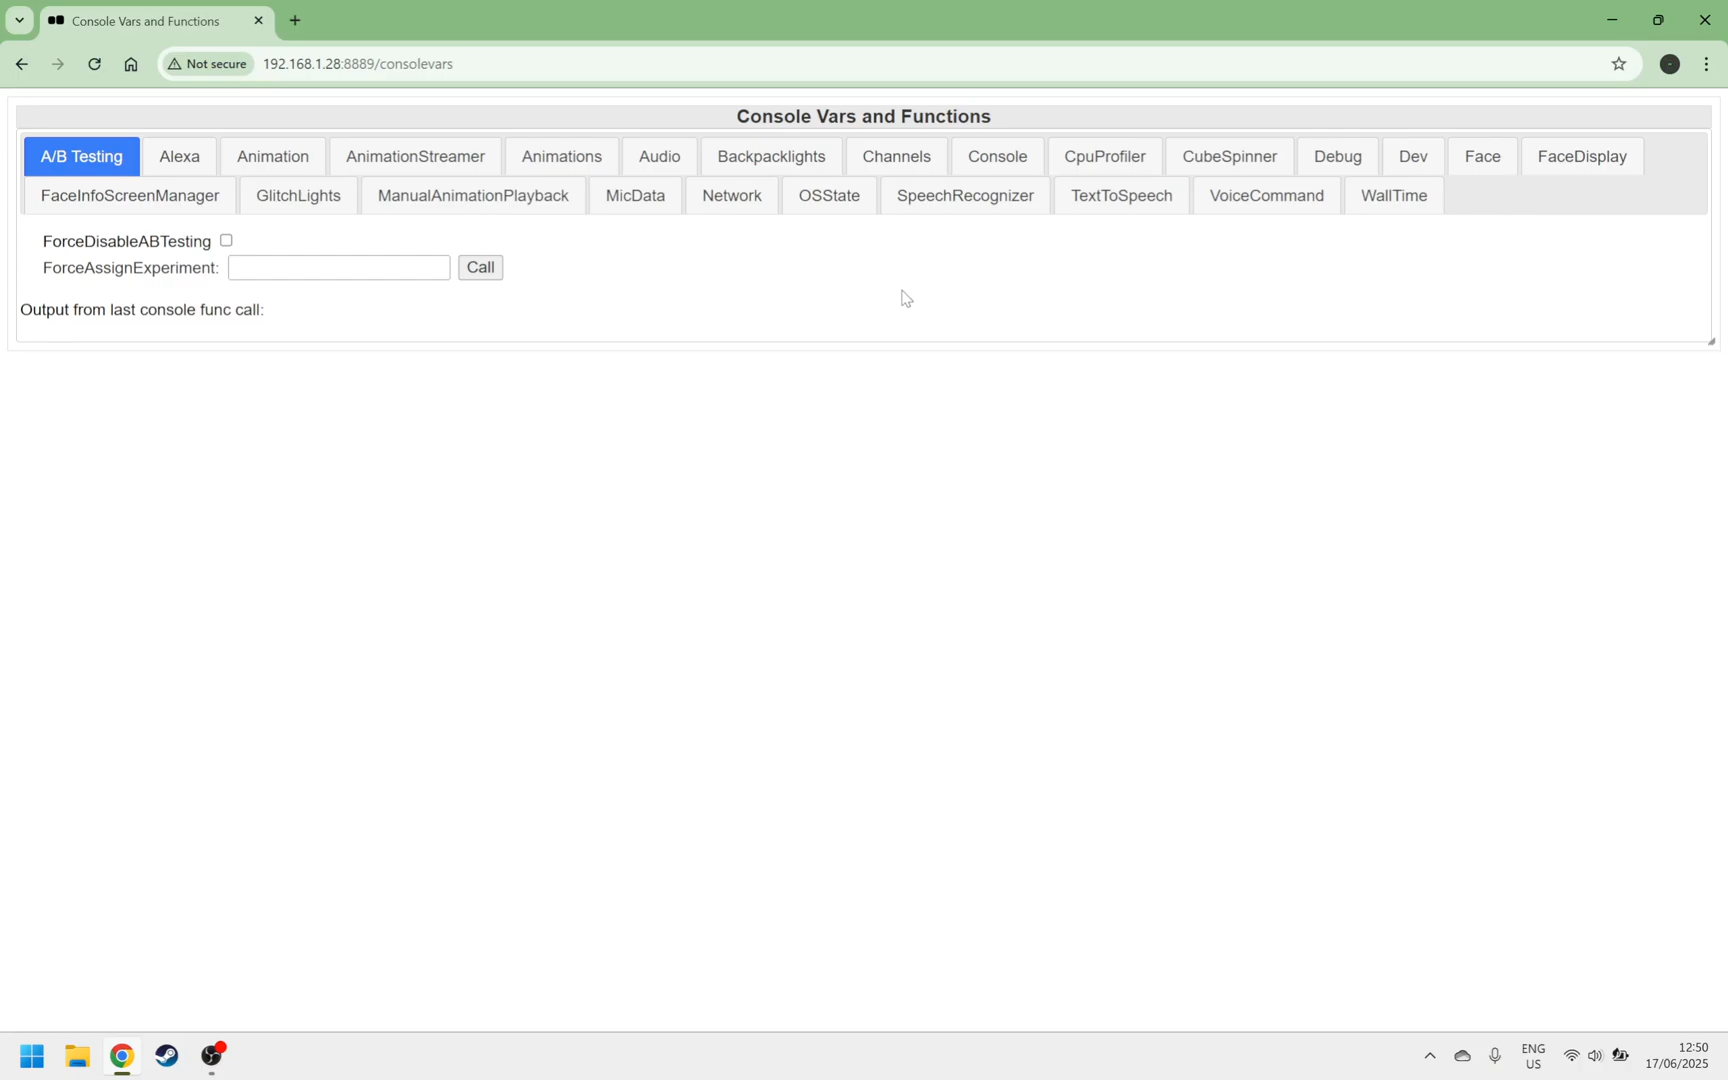 Console Vars and Functions
Not secure 192.168.1.28:8889/consolevars
Console Vars and Functions
A/B Testing Alexa Animation AnimationStreamer Animations Audio Backpacklights Channels Console CpuProfiler CubeSpinner Debug Dev Face FaceDisplay
FaceInfoScreenManager GlitchLights ManualAnimationPlayback MicData Network OSState SpeechRecognizer TextToSpeech VoiceCommand WallTime
ForceDisableABTesting
ForceAssignExperiment: Call
Output from last console func call:
ENG 12:50
US 17/06/2025